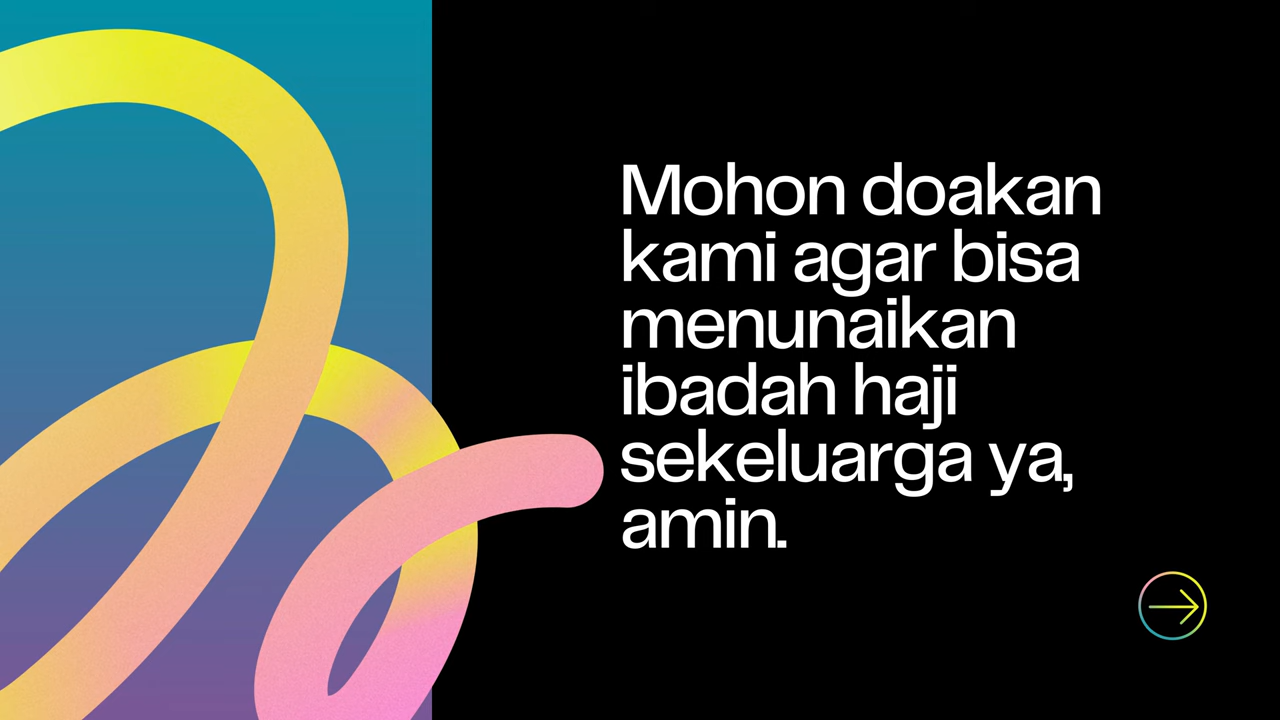 Mohon doakan
kami agar bisa
menunaikan
ibadah haji
sekeluarga ya,
amin.